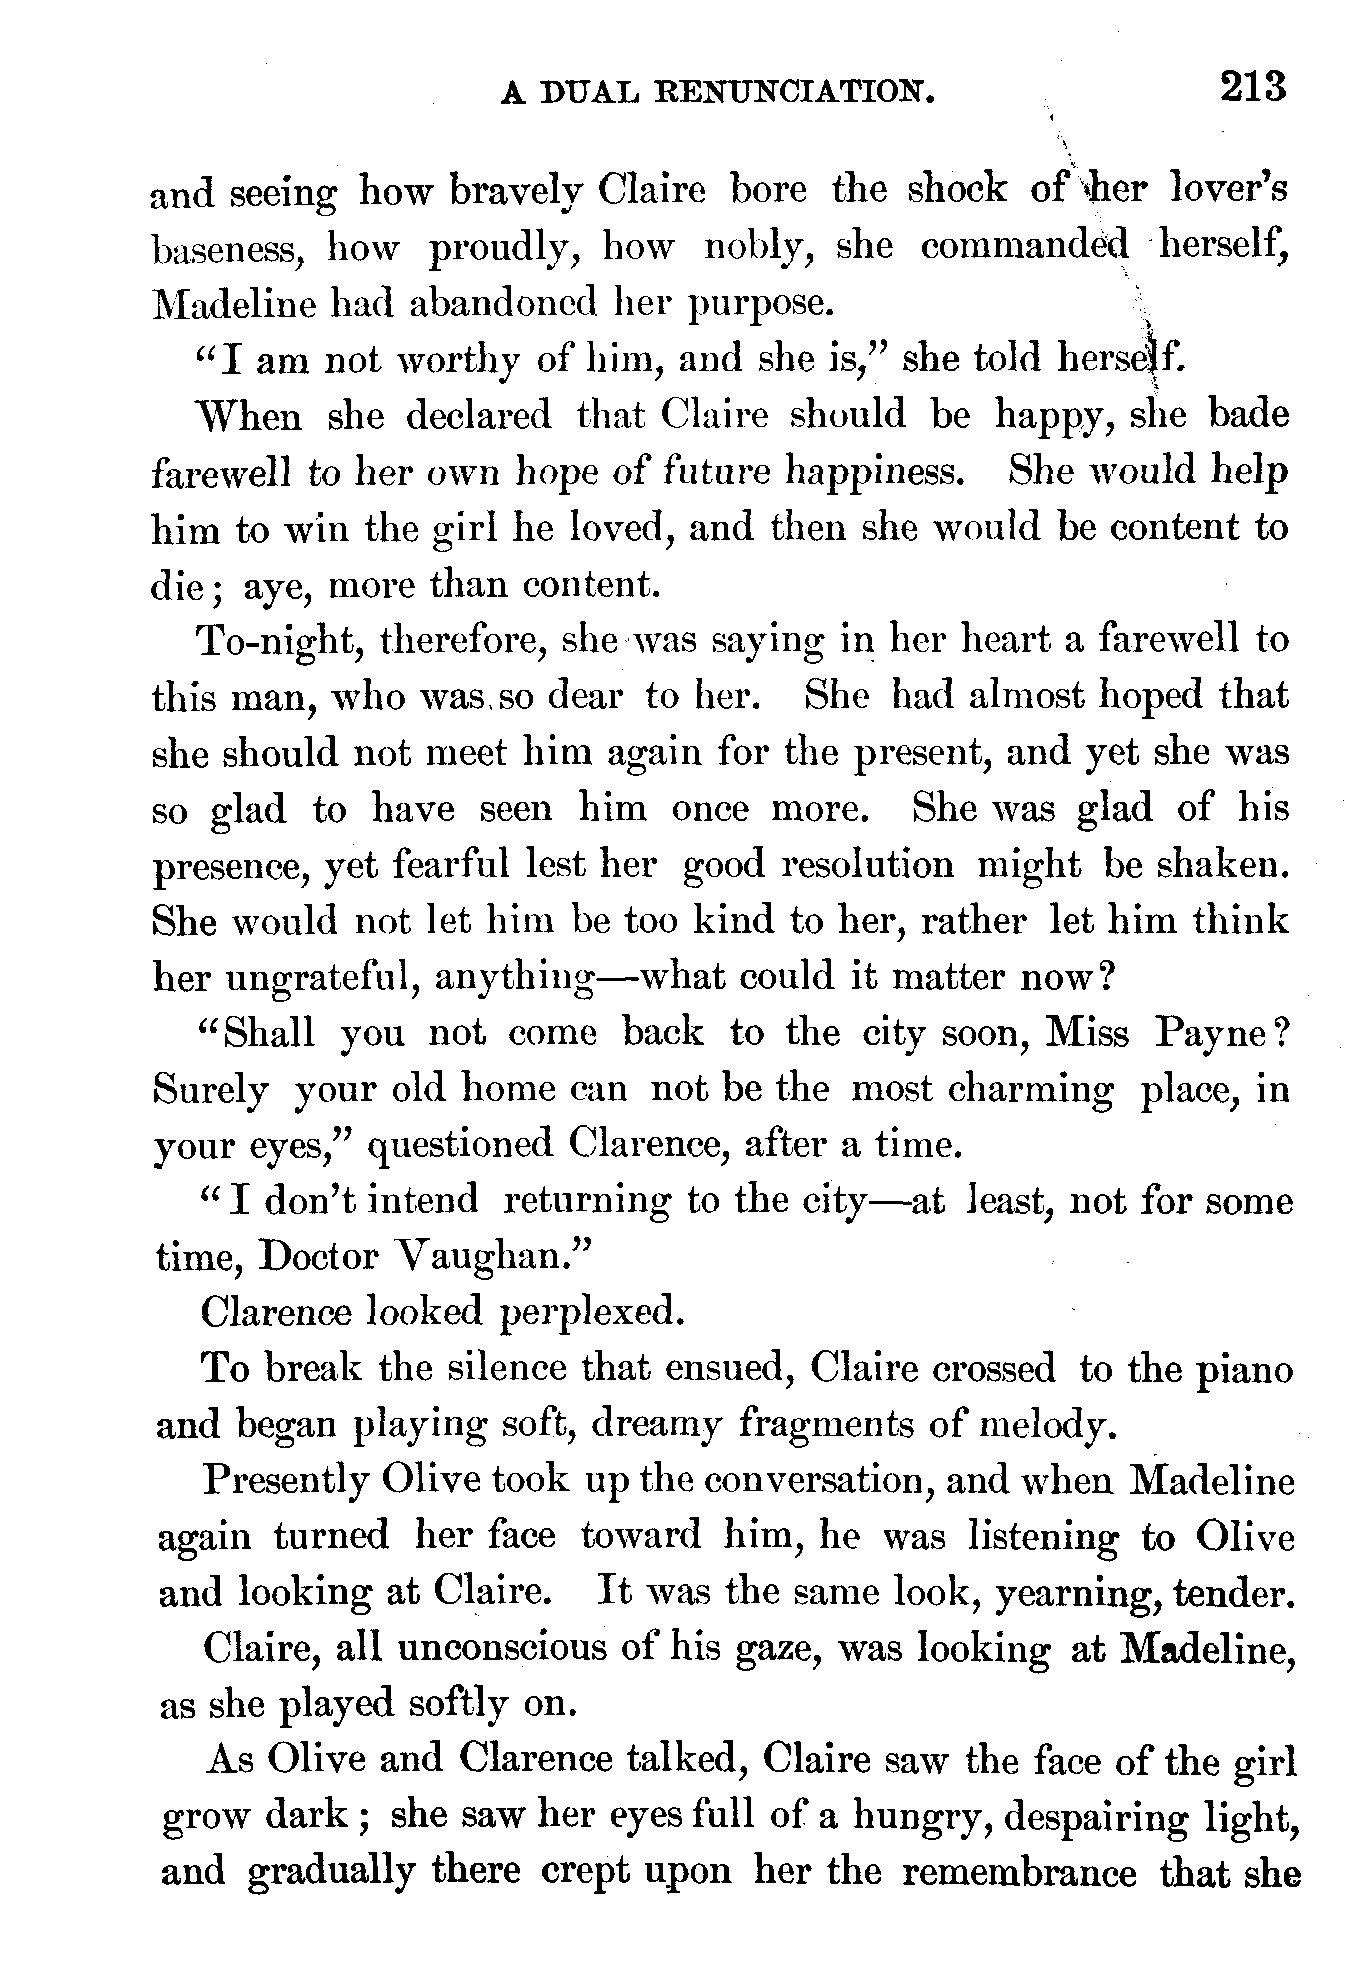 A DUAL RENUNCIATION. 213
and seeing how bravely Claire bore the shock of her lover's
baseness, how proudly, how nobly, she commanded herself,
Madeline had abandoned her purpose.
"I am not worthy of him, and she is," she told herself.
When she declared that Claire should be happy, she bade
farewell to her own hope of future happiness. She would help
him to win the girl he loved, and then she would be content to
die; aye, more than content.
To-night, therefore, she was saying in her heart a farewell to
this man, who was so dear to her. She had almost hoped that
she should not meet him again for the present, and yet she was
so glad to have seen him once more. She was glad of his
presence, yet fearful lest her good resolution might be shaken.
She would not let him be too kind to her, rather let him think
her ungrateful, anything—what could it matter now?
"Shall you not come back to the city soon, Miss Payne?
Surely your old home can not be the most charming place, in
your eyes," questioned Clarence, after a time.
"I don't intend returning to the city—at least, not for some
time, Doctor Vaughan."
Clarence looked perplexed.
To break the silence that ensued, Claire crossed to the piano
and began playing soft, dreamy fragments of melody.
Presently Olive took up the conversation, and when Madeline
again turned her face toward him, he was listening to Olive
and looking at Claire. It was the same look, yearning, tender.
Claire, all unconscious of his gaze, was looking at Madeline,
as she played softly on.
As Olive and Clarence talked, Claire saw the face of the girl
grow dark; she saw her eyes full of a hungry, despairing light,
and gradually there crept upon her the remembrance that she